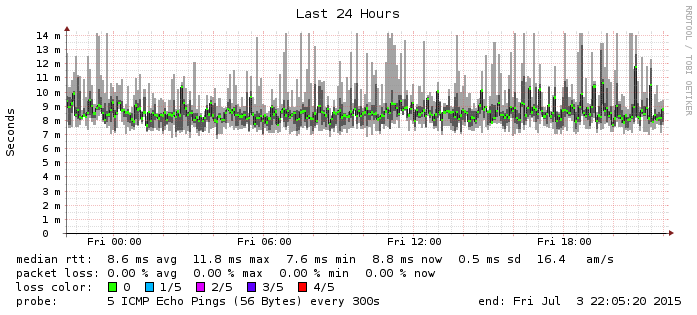 Last 24 Hours
RRDTOOL / TOBI OETIKER
Seconds
14 m
13 m
12 m
11 m
10 m
9 m
8 m
7 m
6 m
5 m
4 m
3 m
2 m
1 m
0
Fri 00:00 Fri 06:00 Fri 12:00 Fri 18:00
median rtt: 8.6 ms avg 11.8 ms max 7.6 ms min 8.8 ms now 0.5 ms sd 16.4 am/s
packet loss: 0.00 % avg 0.00 % max 0.00 % min 0.00 % now
loss color: 0 1/5 2/5 3/5 4/5
probe: 5 ICMP Echo Pings (56 Bytes) every 300s end: Fri Jul 3 22:05:20 2015